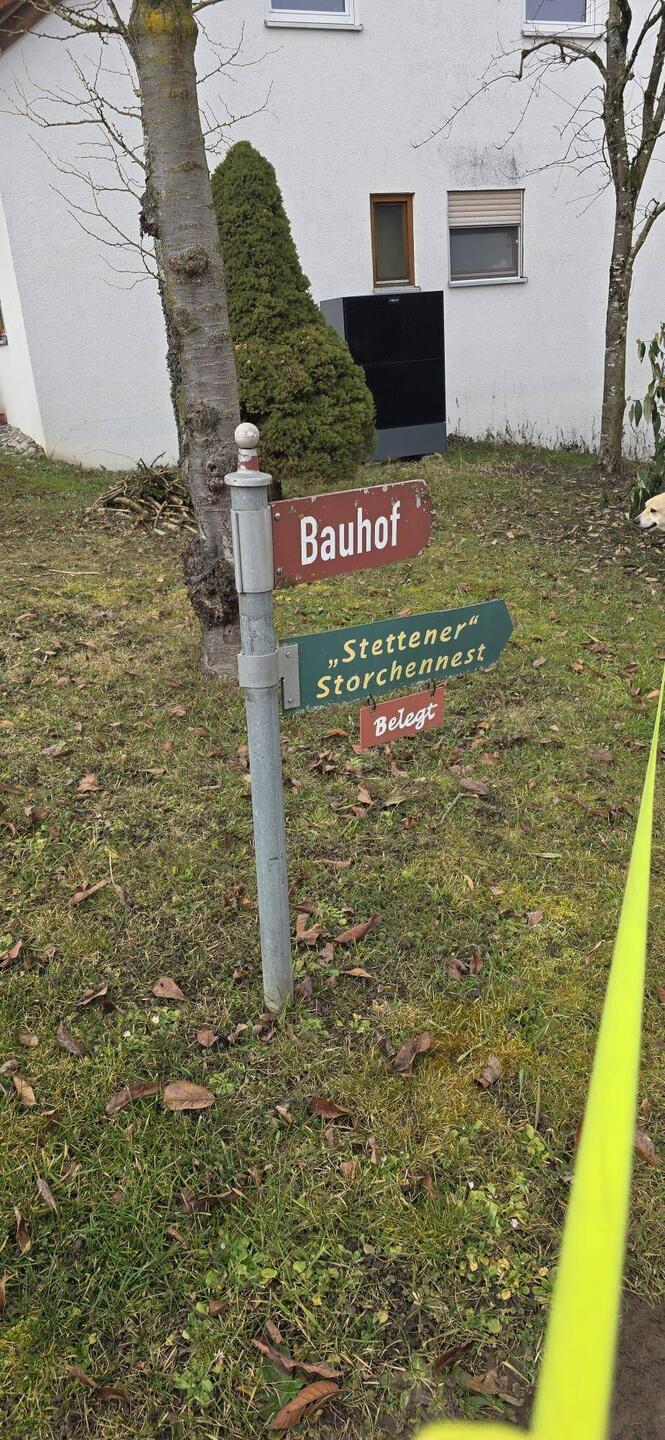 Bauhof
„Stettener“
Storchennest
Belegt